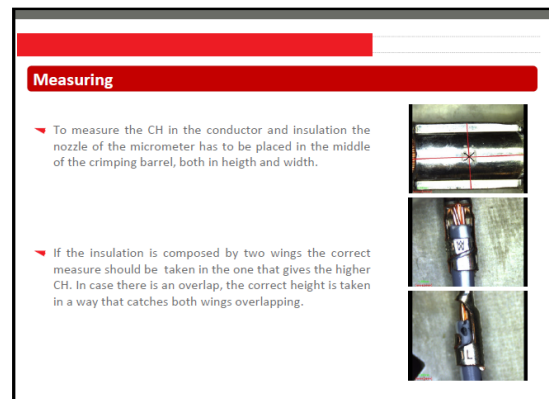 Measuring
To measure the CH in the conductor and insulation the
nozzle of the micrometer has to be placed in the middle
of the crimping barrel, both in heigth and width.
If the insulation is composed by two wings the correct
measure should be taken in the one that gives the higher
CH. In case there is an overlap, the correct height is taken
in a way that catches both wings overlapping.